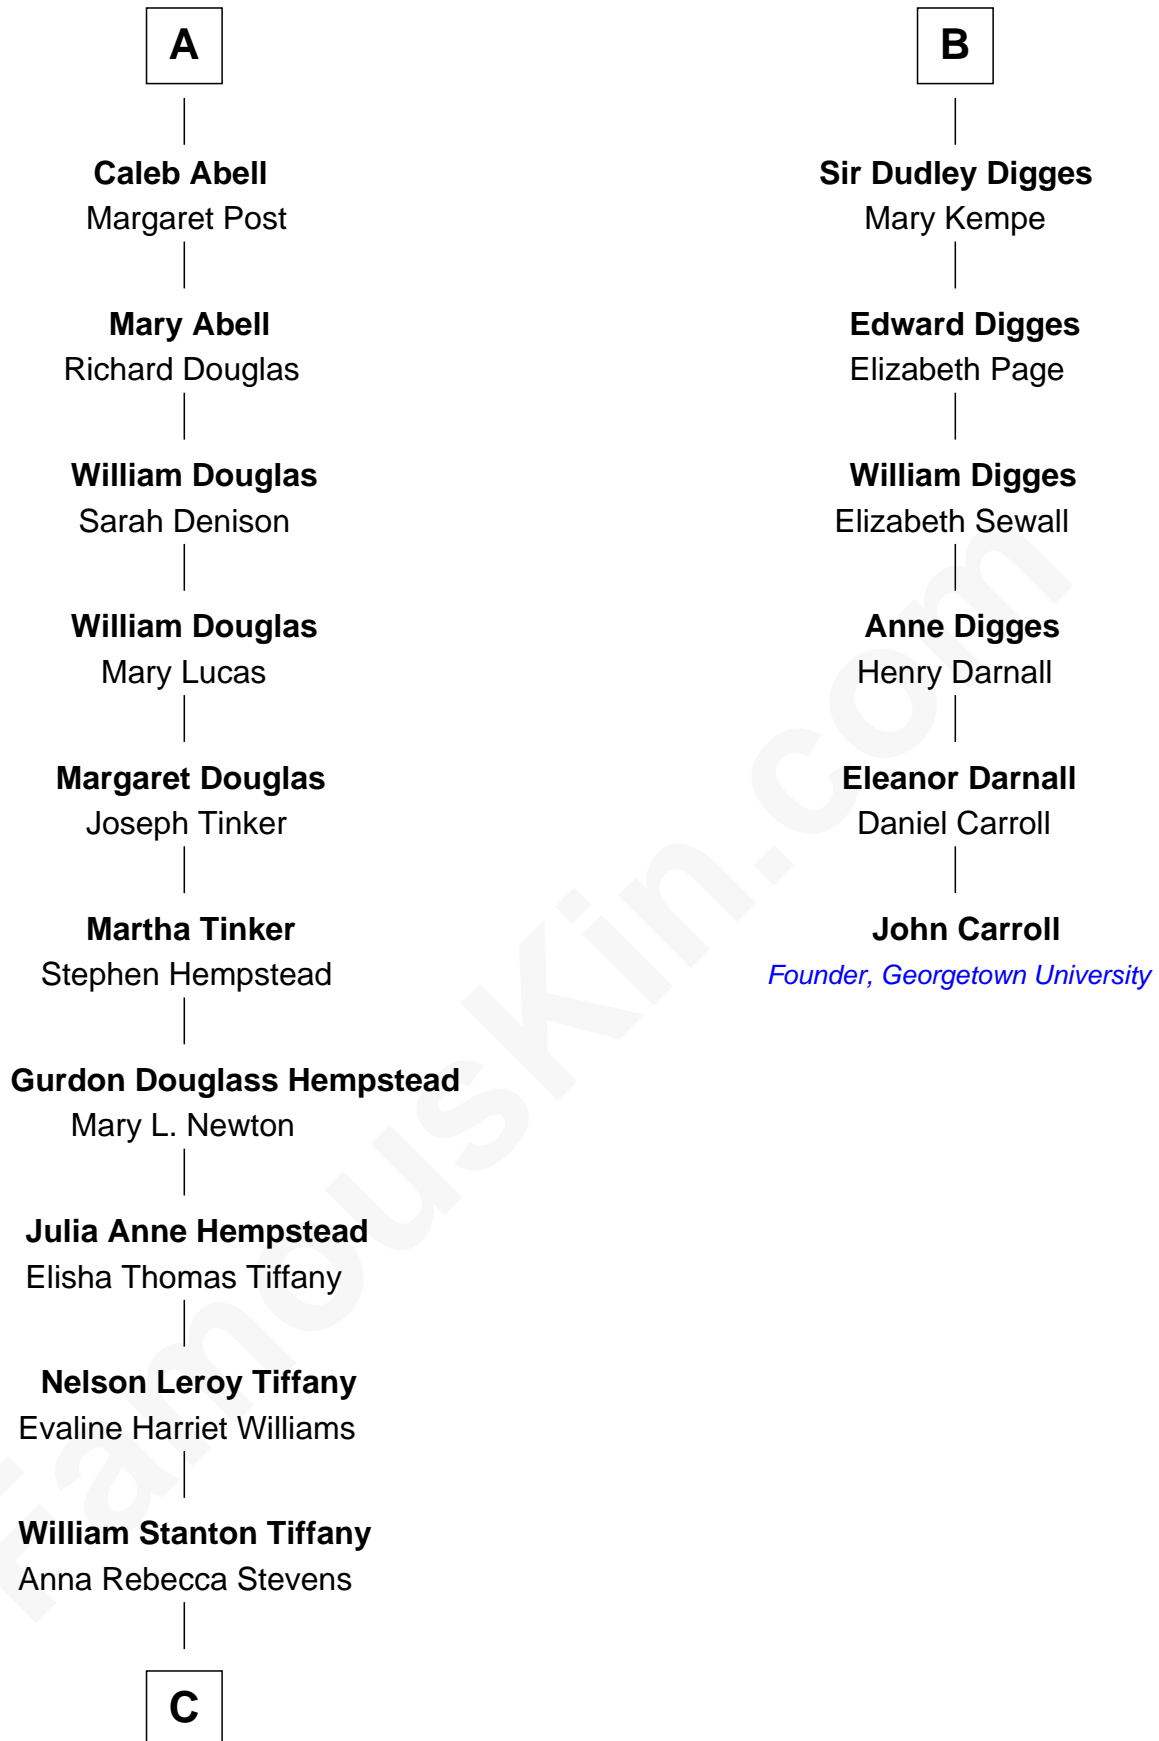 A
Caleb Abell
Margaret Post
Mary Abell
Richard Douglas
William Douglas
Sarah Denison
William Douglas
Mary Lucas
Margaret Douglas
Joseph Tinker
Martha Tinker
Stephen Hempstead
Gurdon Douglass Hempstead
Mary L. Newton
Julia Anne Hempstead
Elisha Thomas Tiffany
Nelson Leroy Tiffany
Evaline Harriet Williams
William Stanton Tiffany
Anna Rebecca Stevens
C
B
Sir Dudley Digges
Mary Kempe
Edward Digges
Elizabeth Page
William Digges
Elizabeth Sewall
Anne Digges
Henry Darnall
Eleanor Darnall
Daniel Carroll
John Carroll
Founder, Georgetown University
FamousKin.com